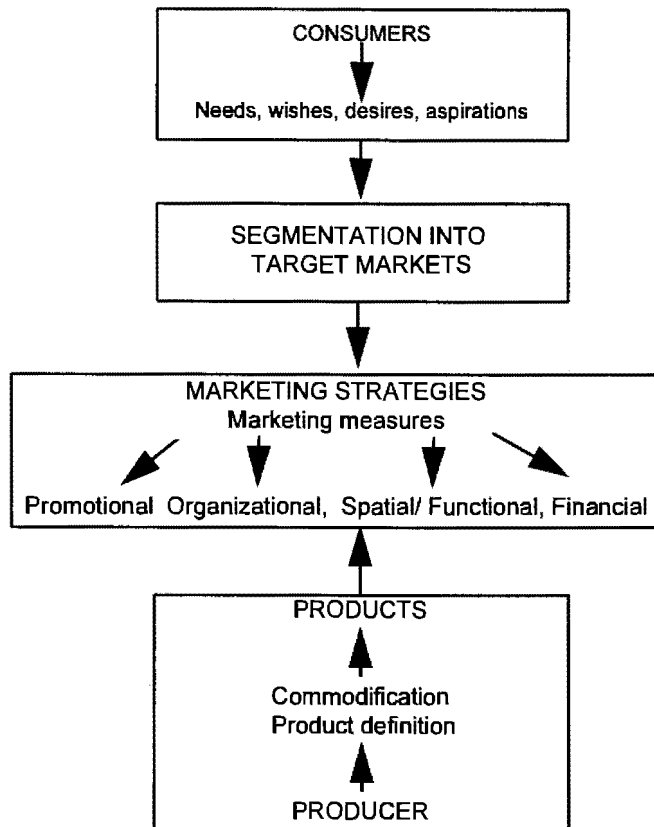 CONSUMERS
Needs, wishes, desires, aspirations
SEGMENTATION INTO
TARGET MARKETS
MARKETING STRATEGIES
Marketing measures
Promotional Organizational, Spatial/ Functional, Financial
PRODUCTS
Commodification
Product definition
PRODUCER